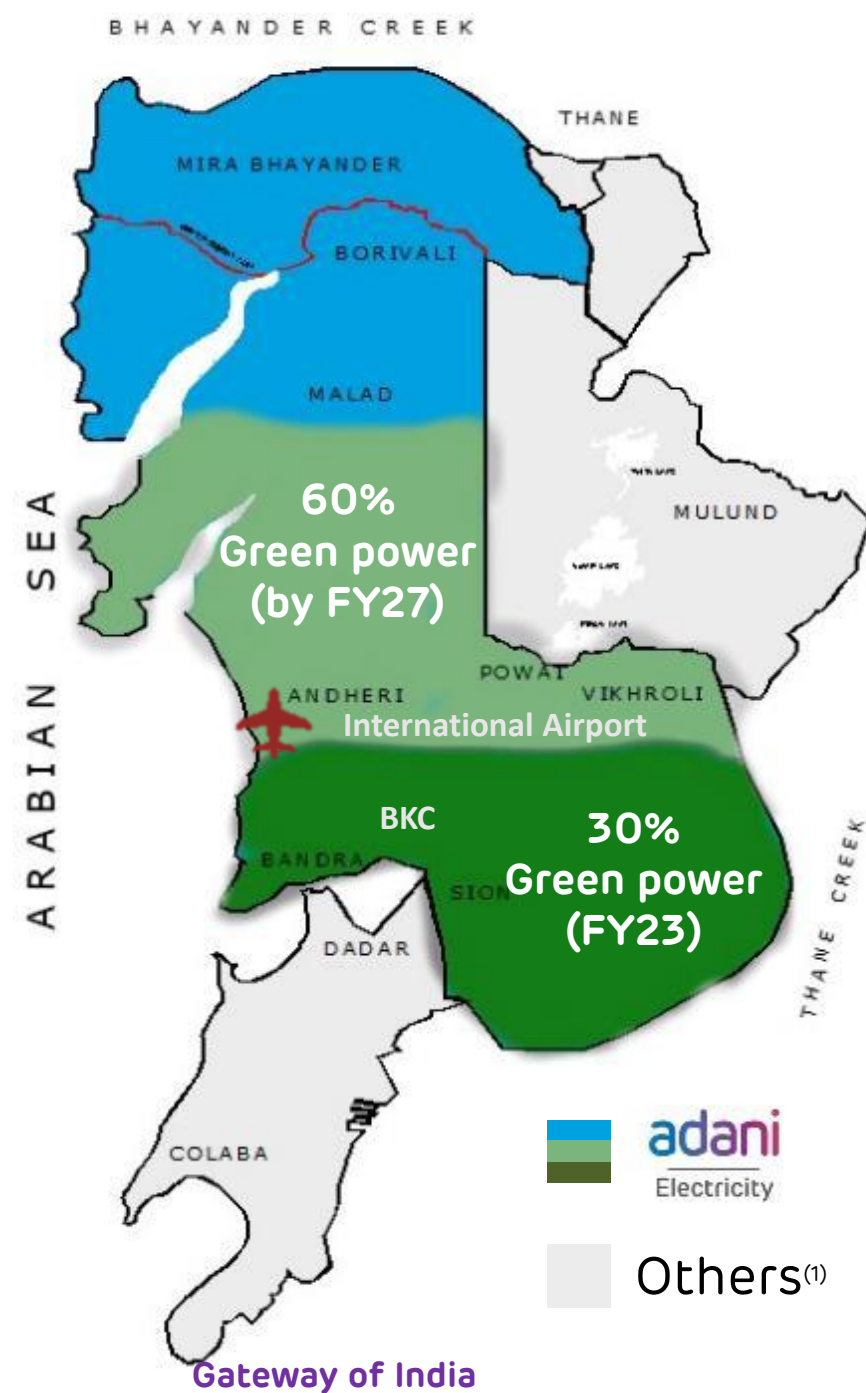 BHAYANDER CREEK
THANE
MIRA BHAYANDER
BORIVALI
MALAD
ARABIAN SEA
60%
Green power
(by FY27)
MULUND
POWAI
VIKHROLI
ANDHERI
International Airport
BKC
30%
Green power
(FY23)
BANDRA
SION
THANE CREEK
DADAR
COLABA
adani
Electricity
Others(1)
Gateway of India